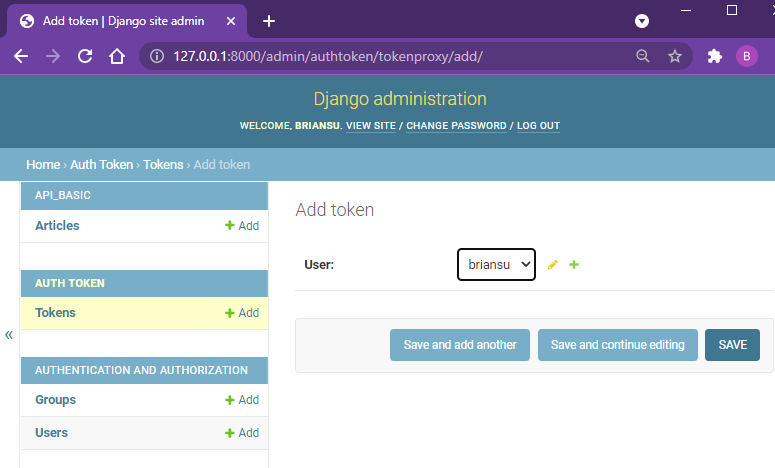 Add token | Django site admin
127.0.0.1:8000/admin/authtoken/tokenproxy/add/
B
Django administration
WELCOME, BRIANSU. VIEW SITE / CHANGE PASSWORD / LOG OUT
Home › Auth Token › Tokens › Add token
API_BASIC
Articles + Add
AUTH TOKEN
Tokens + Add
AUTHENTICATION AND AUTHORIZATION
Groups + Add
Users + Add
«
Add token
User: briansu
Save and add another Save and continue editing SAVE